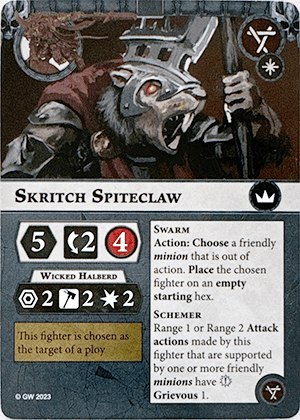 SKRITCH SPITECLAW
5 2 4
WICKED HALBERD
2 2 2
This fighter is chosen as
the target of a ploy
© GW 2023
SWARM
Action: Choose a friendly
minion that is out of
action. Place the chosen
fighter on an empty
starting hex.
SCHEMER
Range 1 or Range 2 Attack
actions made by this
fighter that are supported
by one or more friendly
minions have
Grievous 1.